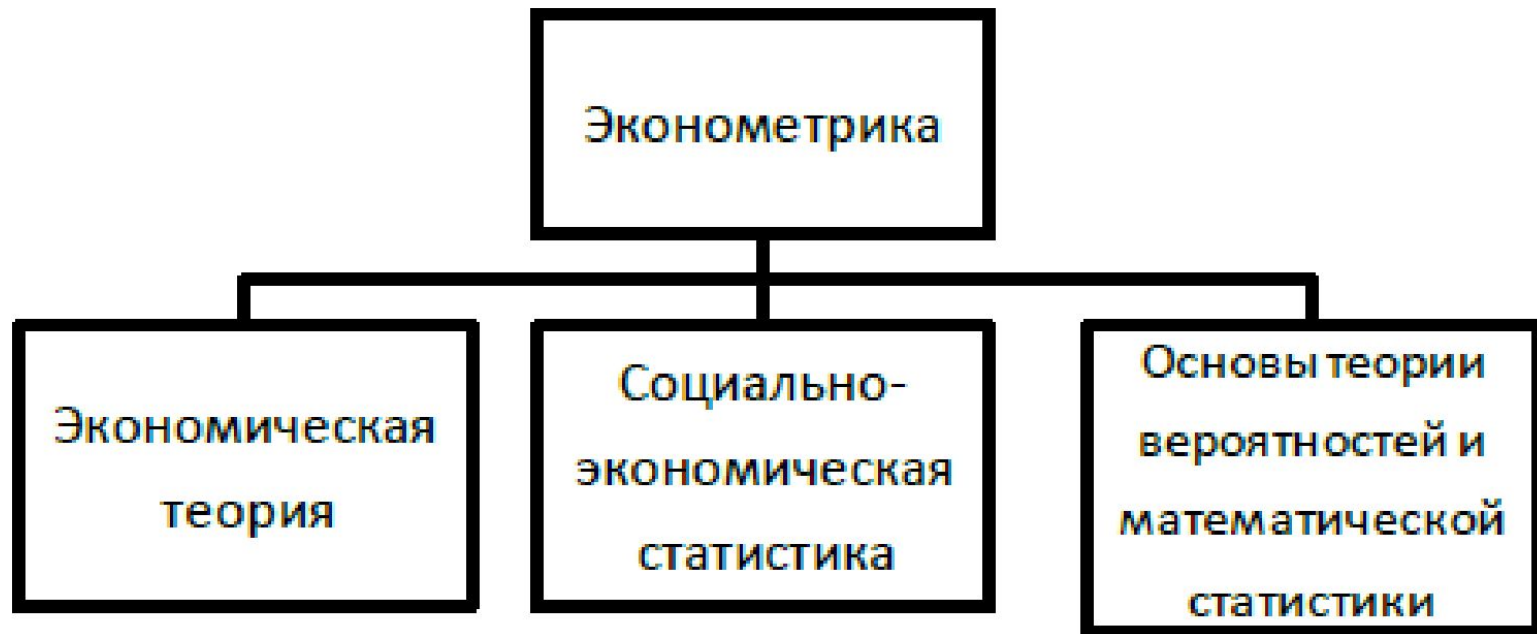 Эконометрика
Экономическая
теория
Социально-
экономическая
статистика
Основы теории
вероятностей и
математической
статистики